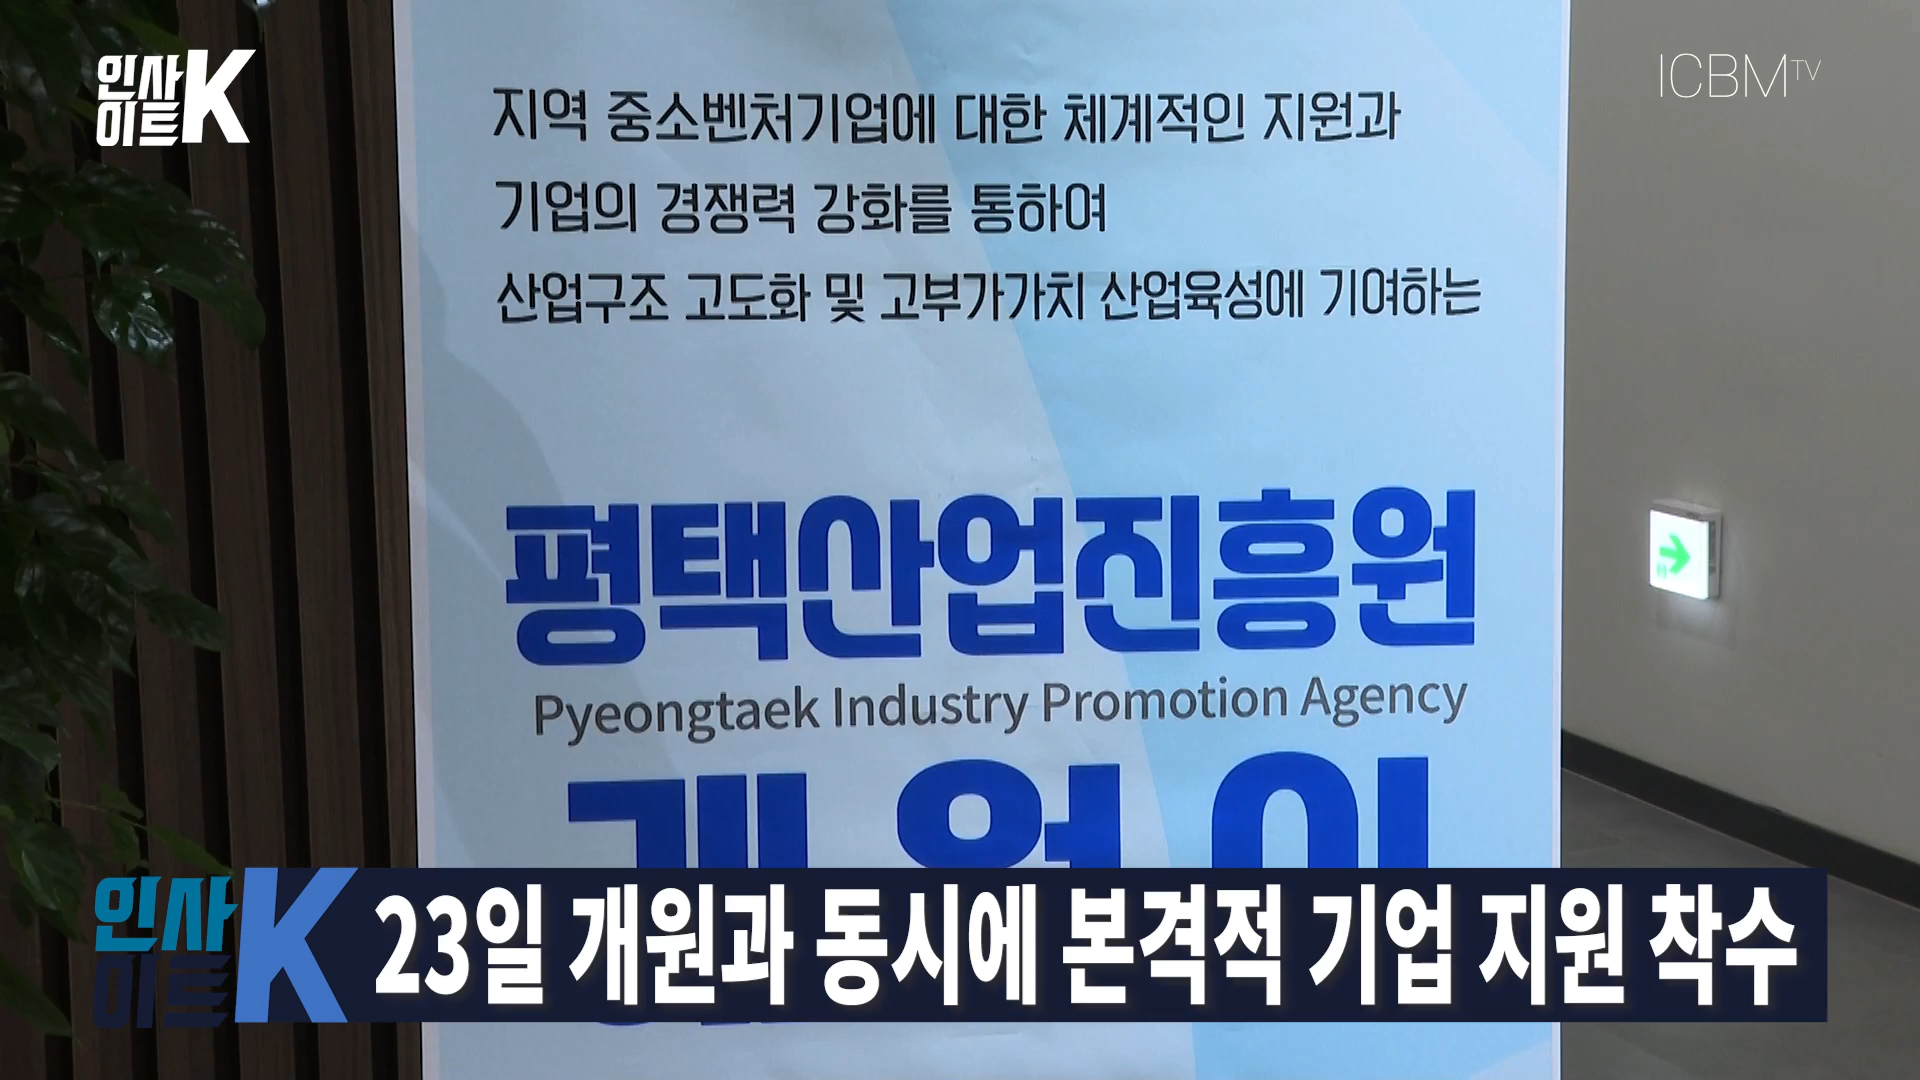 인사이트K
ICBM TV
지역 중소벤처기업에 대한 체계적인 지원과
기업의 경쟁력 강화를 통하여
산업구조 고도화 및 고부가가치 산업육성에 기여하는
평택산업진흥원
Pyeongtaek Industry Promotion Agency
인사이트K
23일 개원과 동시에 본격적 기업 지원 착수